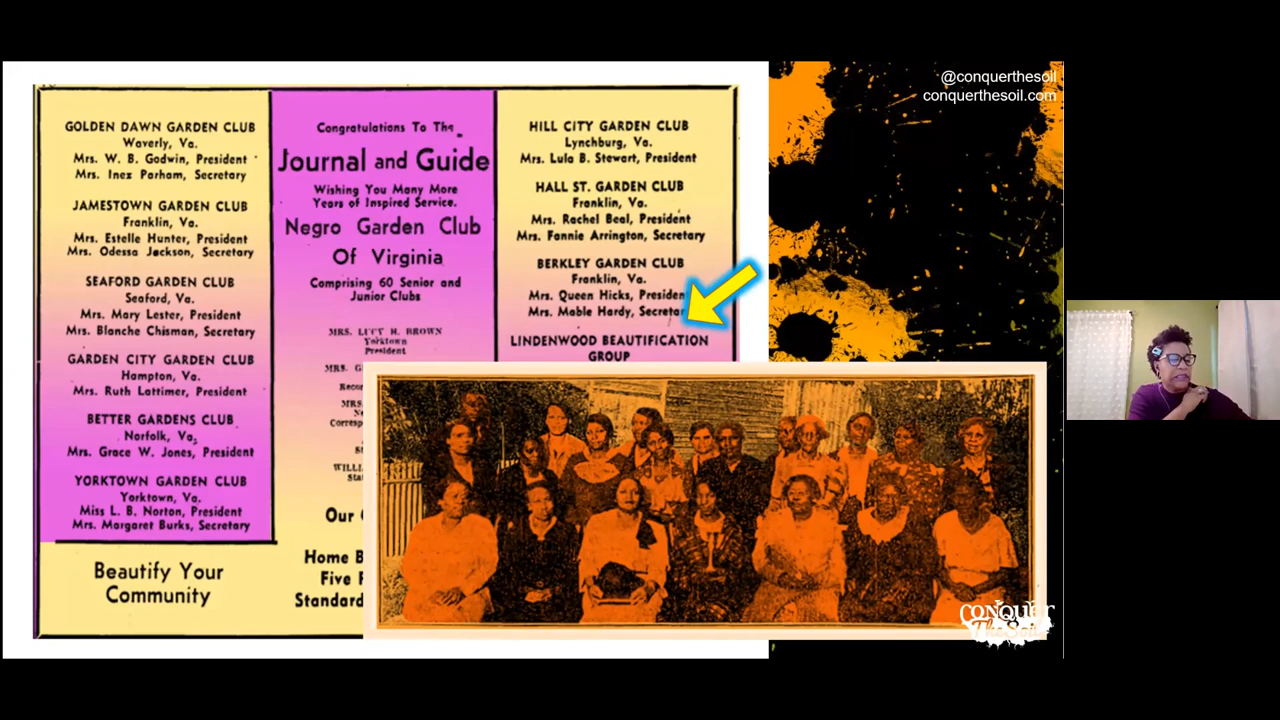 GOLDEN DAWN GARDEN CLUB
Waverly, Va.
Mrs. W. B. Godwin, President
Mrs. Inez Parham, Secretary
JAMESTOWN GARDEN CLUB
Franklin, Va.
Mrs. Estelle Hunter, President
Mrs. Odessa Jackson, Secretary
SEAFORD GARDEN CLUB
Seaford, Va.
Mrs. Mary Lester, President
Mrs. Blanche Chisman, Secretary
GARDEN CITY GARDEN CLUB
Hampton, Va.
Mrs. Ruth Lattimer, President
BETTER GARDENS CLUB
Norfolk, Va.
Mrs. Grace W. Jones, President
YORKTOWN GARDEN CLUB
Yorktown, Va.
Miss L. B. Norton, President
Mrs. Margaret Burks, Secretary
Beautify Your
Community
Congratulations To The
Journal and Guide
Wishing You Many More
Years of Inspired Service.
Negro Garden Club
Of Virginia
Comprising 60 Senior and
Junior Clubs
MRS. LUCY H. BROWN
Yorktown
President
MRS.
Our
Home
Five
Standard
HILL CITY GARDEN CLUB
Lynchburg, Va.
Mrs. Lula B. Stewart, President
HALL ST. GARDEN CLUB
Franklin, Va.
Mrs. Rachel Beal, President
Mrs. Fannie Arrington, Secretary
BERKLEY GARDEN CLUB
Franklin, Va.
Mrs. Queen Hicks, Presiden
Mrs. Mable Hardy, Secretar
LINDENWOOD BEAUTIFICATION
GROUP
@conquerthesoil
conquerthesoil.com
CONQUER
TheSoil